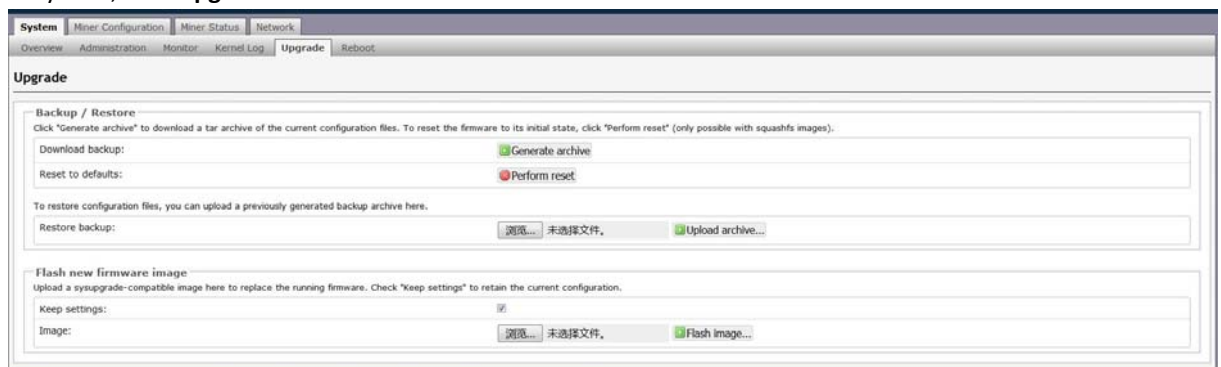 System Miner Configuration Miner Status Network
Overview Administration Monitor Kernel Log Upgrade Reboot
Upgrade
Backup / Restore
Click "Generate archive" to download a tar archive of the current configuration files. To reset the firmware to its initial state, click "Perform reset" (only possible with squashfs images).
Download backup: Generate archive
Reset to defaults: Perform reset
To restore configuration files, you can upload a previously generated backup archive here.
Restore backup: 浏览... 未选择文件。 Upload archive...
Flash new firmware image
Upload a sysupgrade-compatible image here to replace the running firmware. Check "Keep settings" to retain the current configuration.
Keep settings:
Image: 浏览... 未选择文件。 Flash image...